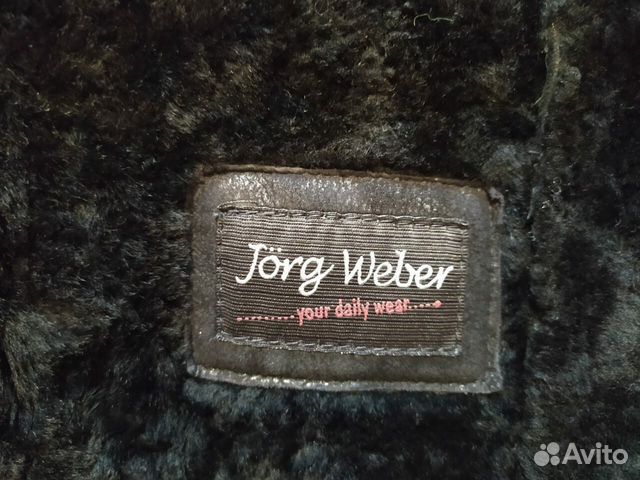 Jörg Weber
..........your daily wear.....
Avito